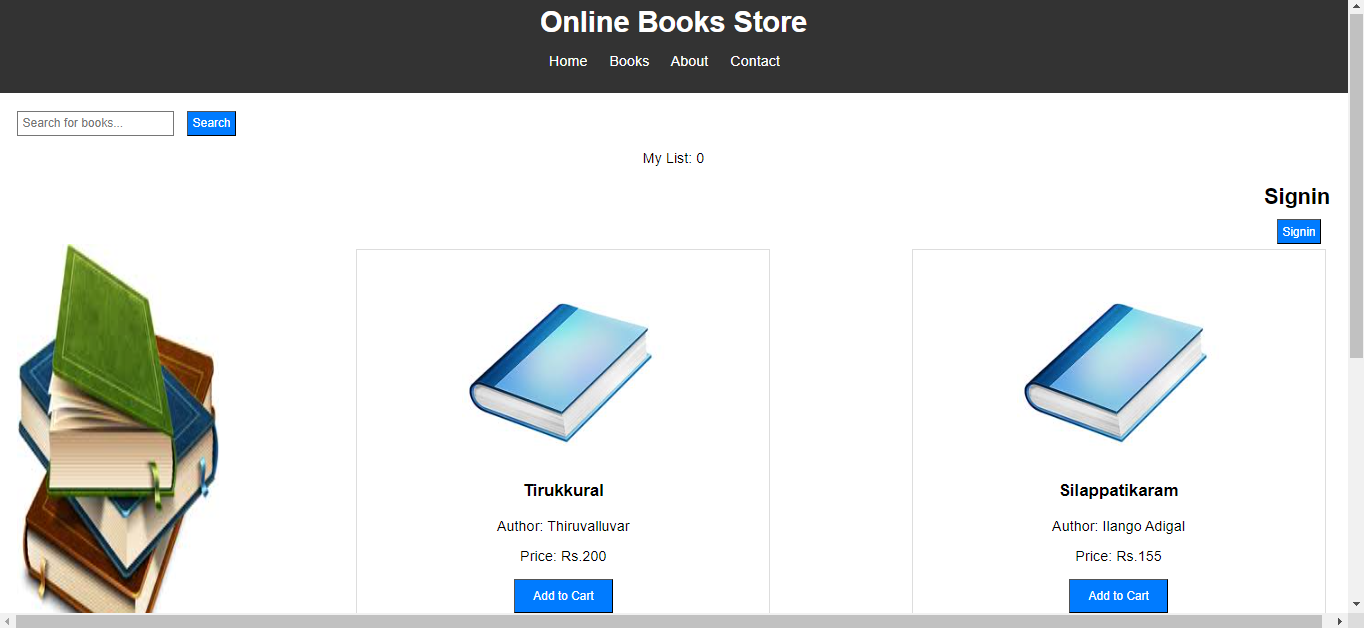 Online Books Store
Home Books About Contact
Search for books... Search
My List: 0
Signin
Signin
Tirukkural
Author: Thiruvalluvar
Price: Rs.200
Add to Cart
Silappatikaram
Author: Ilango Adigal
Price: Rs.155
Add to Cart